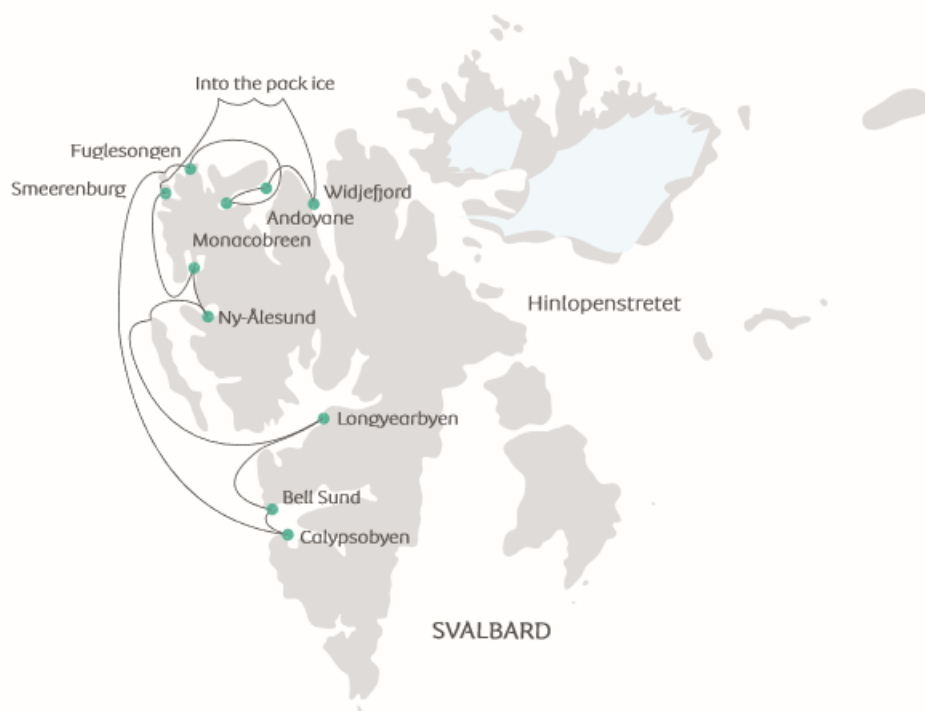 Into the pack ice
Fuglesongen
Smeerenburg
Widjefjord
Andoyane
Monacobreen
Hinlopenstretet
Ny-Ålesund
Longyearbyen
Bell Sund
Calypsobyen
SVALBARD